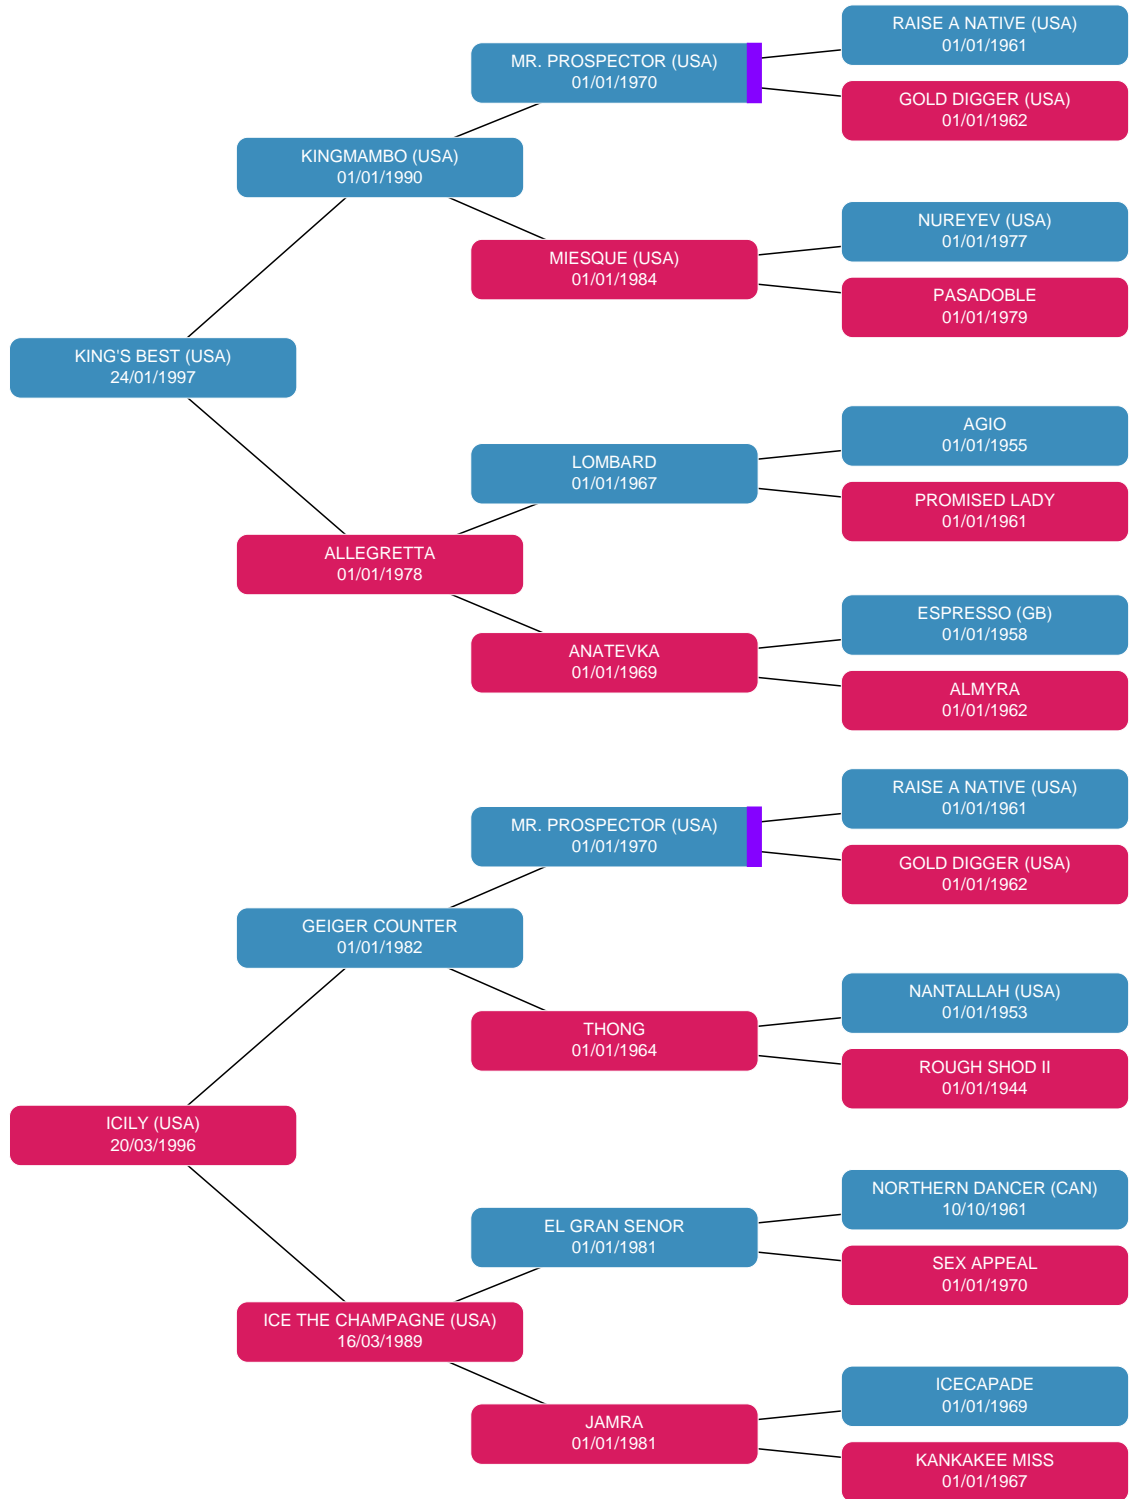 RAISE A NATIVE (USA)
01/01/1961
MR. PROSPECTOR (USA)
01/01/1970
GOLD DIGGER (USA)
01/01/1962
KINGMAMBO (USA)
01/01/1990
NUREYEV (USA)
01/01/1977
MIESQUE (USA)
01/01/1984
PASADOBLE
01/01/1979
KING'S BEST (USA)
24/01/1997
AGIO
01/01/1955
LOMBARD
01/01/1967
PROMISED LADY
01/01/1961
ALLEGRETTA
01/01/1978
ESPRESSO (GB)
01/01/1958
ANATEVKA
01/01/1969
ALMYRA
01/01/1962
RAISE A NATIVE (USA)
01/01/1961
MR. PROSPECTOR (USA)
01/01/1970
GOLD DIGGER (USA)
01/01/1962
GEIGER COUNTER
01/01/1982
NANTALLAH (USA)
01/01/1953
THONG
01/01/1964
ROUGH SHOD II
01/01/1944
ICILY (USA)
20/03/1996
NORTHERN DANCER (CAN)
10/10/1961
EL GRAN SENOR
01/01/1981
SEX APPEAL
01/01/1970
ICE THE CHAMPAGNE (USA)
16/03/1989
ICECAPADE
01/01/1969
JAMRA
01/01/1981
KANKAKEE MISS
01/01/1967